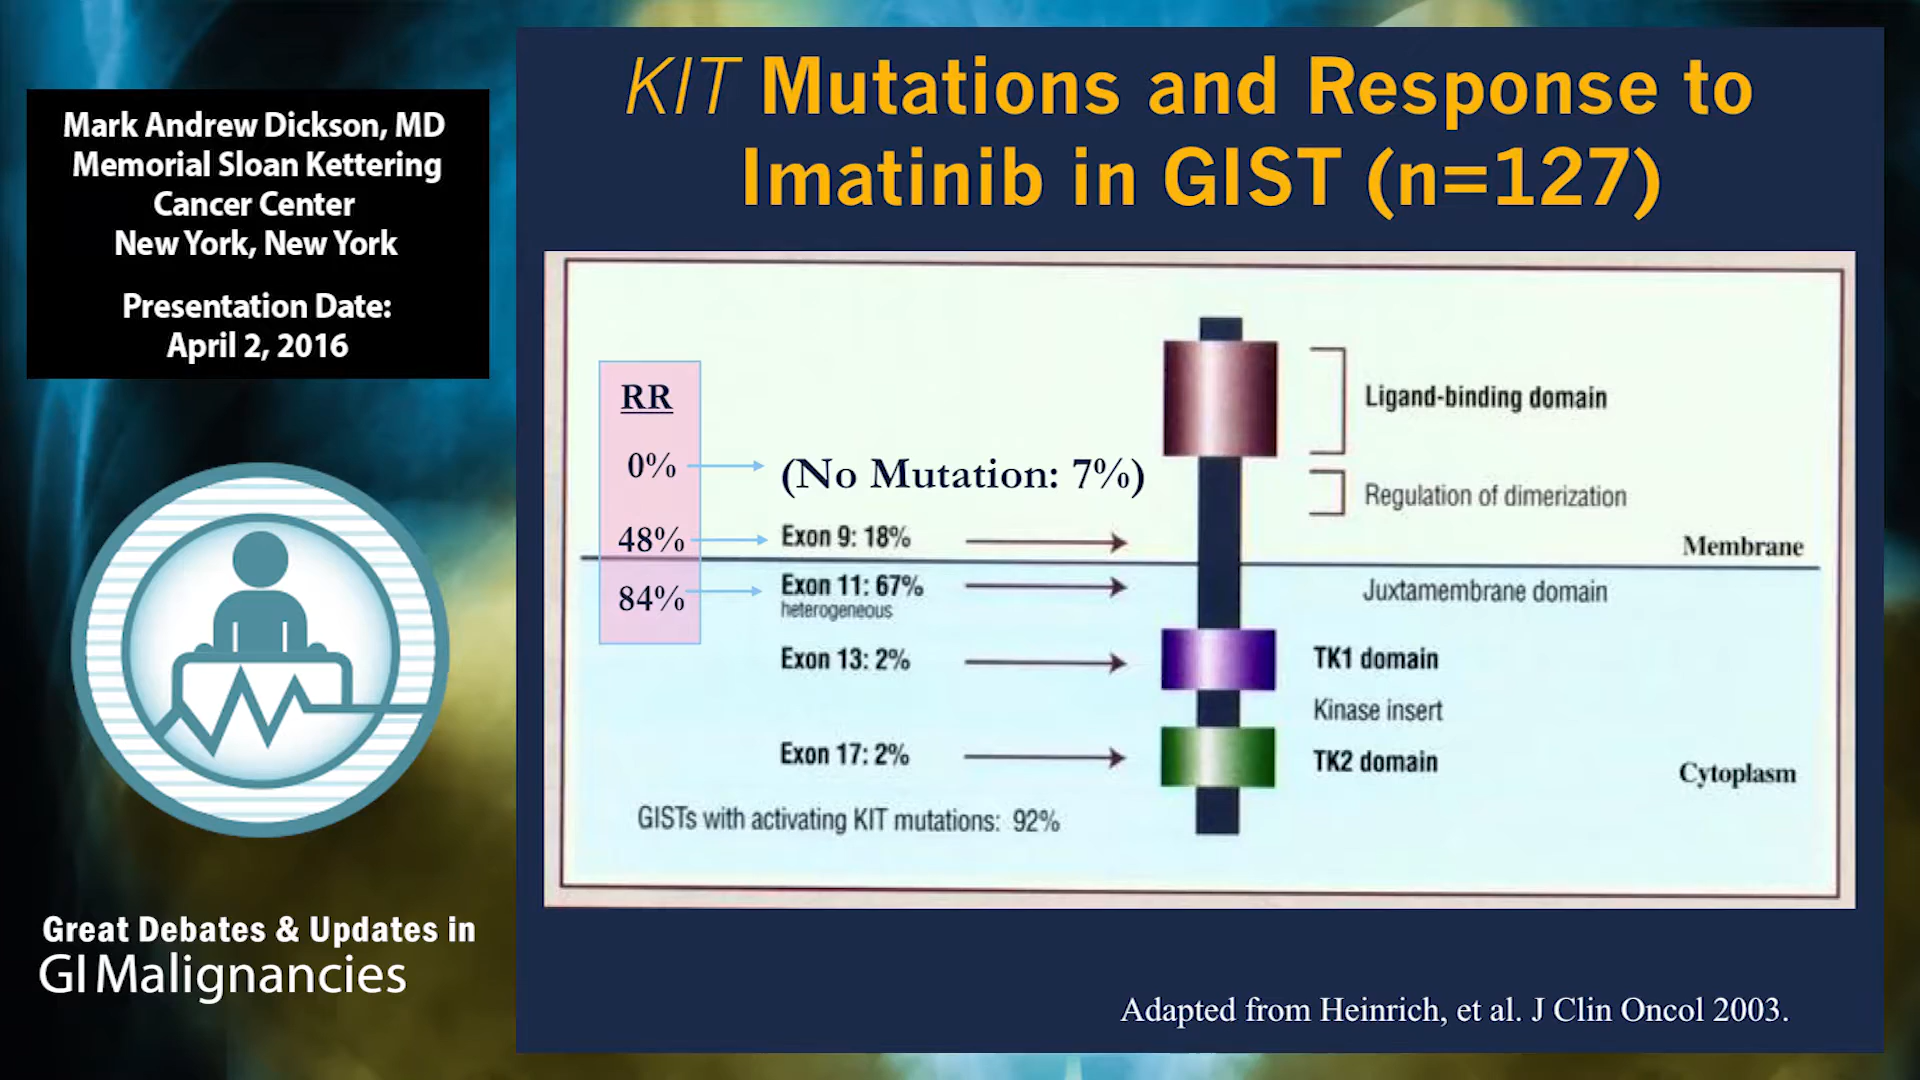 Mark Andrew Dickson, MD
Memorial Sloan Kettering
Cancer Center
New York, New York
Presentation Date:
April 2, 2016
Great Debates & Updates in
GI Malignancies
KIT Mutations and Response to
Imatinib in GIST (n=127)
RR
0%
(No Mutation: 7%)
48%
Exon 9: 18%
84%
Exon 11: 67%
heterogeneous
Exon 13: 2%
Exon 17: 2%
GISTs with activating KIT mutations: 92%
Ligand-binding domain
Regulation of dimerization
Membrane
Juxtamembrane domain
TK1 domain
Kinase insert
TK2 domain
Cytoplasm
Adapted from Heinrich, et al. J Clin Oncol 2003.